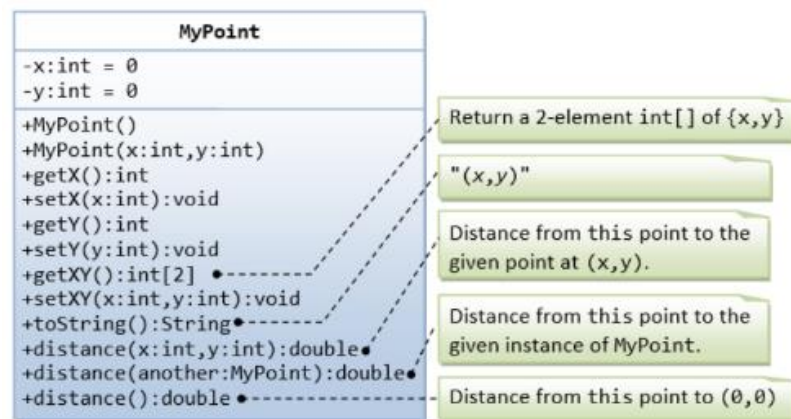 MyPoint
-x:int = 0
-y:int = 0
+MyPoint()
+MyPoint(x:int,y:int)
+getX():int
+setX(x:int):void
+getY():int
+setY(y:int):void
+getXY():int[2]
+setXY(x:int,y:int):void
+toString():String
+distance(x:int,y:int):double
+distance(another:MyPoint):double
+distance():double
Return a 2-element int[] of {x,y}
"(x,y)"
Distance from this point to the
given point at (x,y).
Distance from this point to the
given instance of MyPoint.
Distance from this point to (0,0)